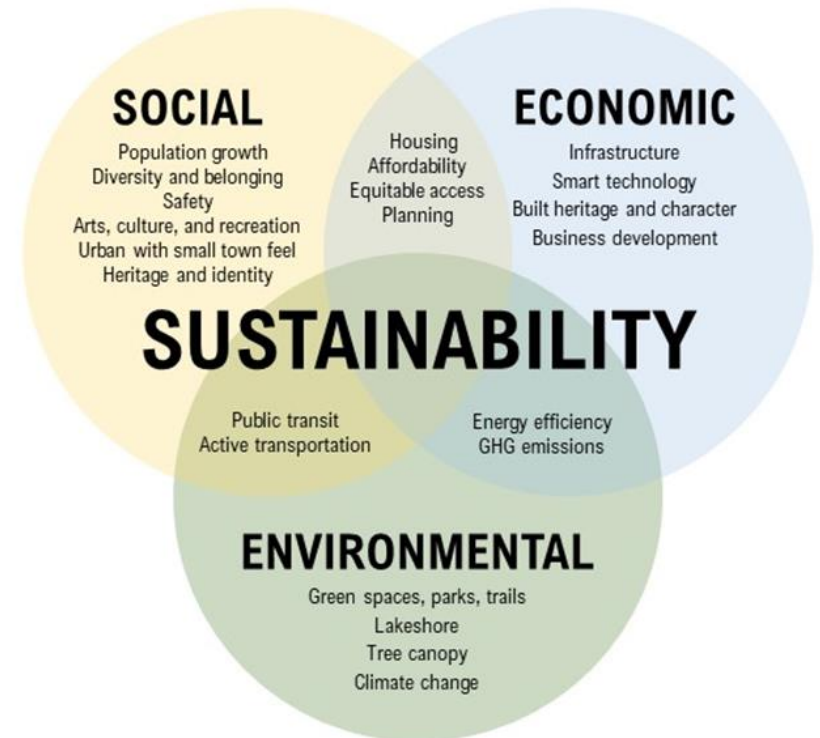 SOCIAL
Population growth
Diversity and belonging
Safety
Arts, culture, and recreation
Urban with small town feel
Heritage and identity
Housing
Affordability
Equitable access
Planning
ECONOMIC
Infrastructure
Smart technology
Built heritage and character
Business development
SUSTAINABILITY
Public transit
Active transportation
Energy efficiency
GHG emissions
ENVIRONMENTAL
Green spaces, parks, trails
Lakeshore
Tree canopy
Climate change